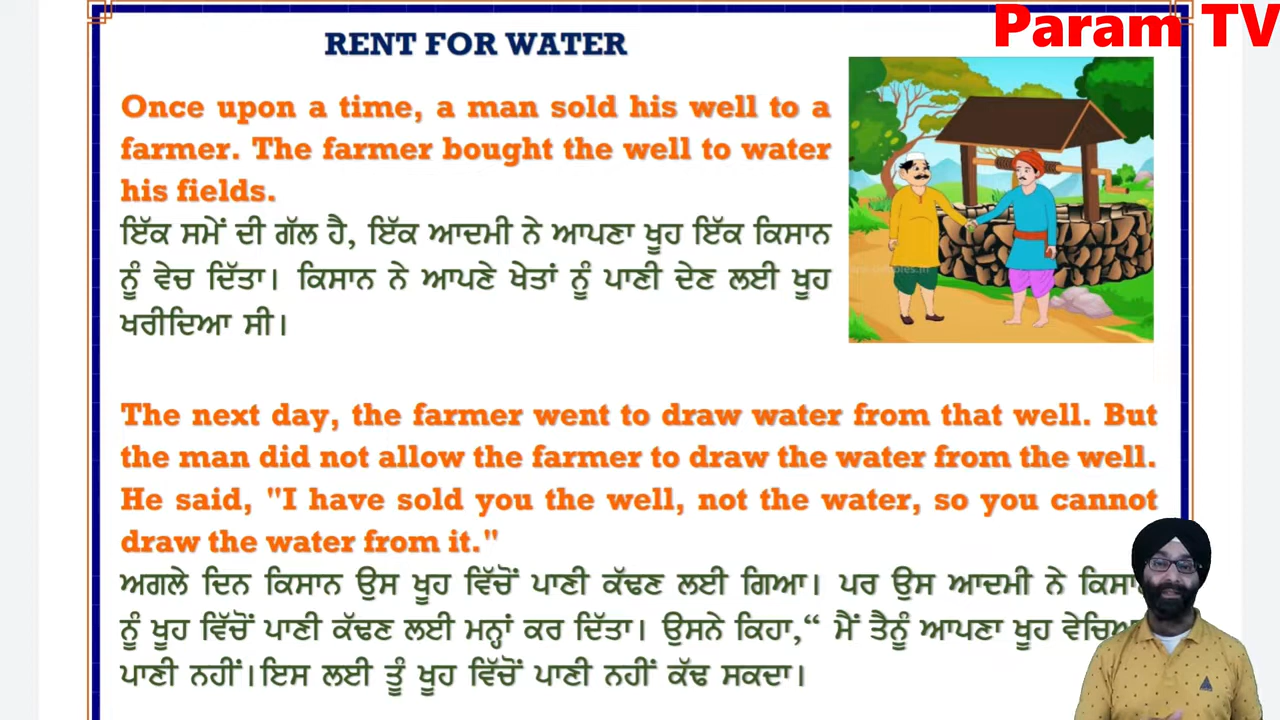 Param TV
RENT FOR WATER
Once upon a time, a man sold his well to a
farmer. The farmer bought the well to water
his fields.
ਇੱਕ ਸਮੇਂ ਦੀ ਗੱਲ ਹੈ, ਇੱਕ ਆਦਮੀ ਨੇ ਆਪਣਾ ਖੂਹ ਇੱਕ ਕਿਸਾਨ
ਨੂੰ ਵੇਚ ਦਿੱਤਾ। ਕਿਸਾਨ ਨੇ ਆਪਣੇ ਖੇਤਾਂ ਨੂੰ ਪਾਣੀ ਦੇਣ ਲਈ ਖੂਹ
ਖਰੀਦਿਆ ਸੀ।
The next day, the farmer went to draw water from that well. But
the man did not allow the farmer to draw the water from the well.
He said, "I have sold you the well, not the water, so you cannot
draw the water from it."
ਅਗਲੇ ਦਿਨ ਕਿਸਾਨ ਉਸ ਖੂਹ ਵਿੱਚੋਂ ਪਾਣੀ ਕੱਢਣ ਲਈ ਗਿਆ। ਪਰ ਉਸ ਆਦਮੀ ਨੇ
ਨੂੰ ਖੂਹ ਵਿੱਚੋਂ ਪਾਣੀ ਕੱਢਣ ਲਈ ਮਨ੍ਹਾਂ ਕਰ ਦਿੱਤਾ। ਉਸਨੇ ਕਿਹਾ,“ ਮੈਂ ਤੈਨੂੰ ਆਪਣਾ ਖੂਹ
ਪਾਣੀ ਨਹੀਂ।ਇਸ ਲਈ ਤੂੰ ਖੂਹ ਵਿੱਚੋਂ ਪਾਣੀ ਨਹੀਂ ਕੱਢ ਸਕਦਾ।